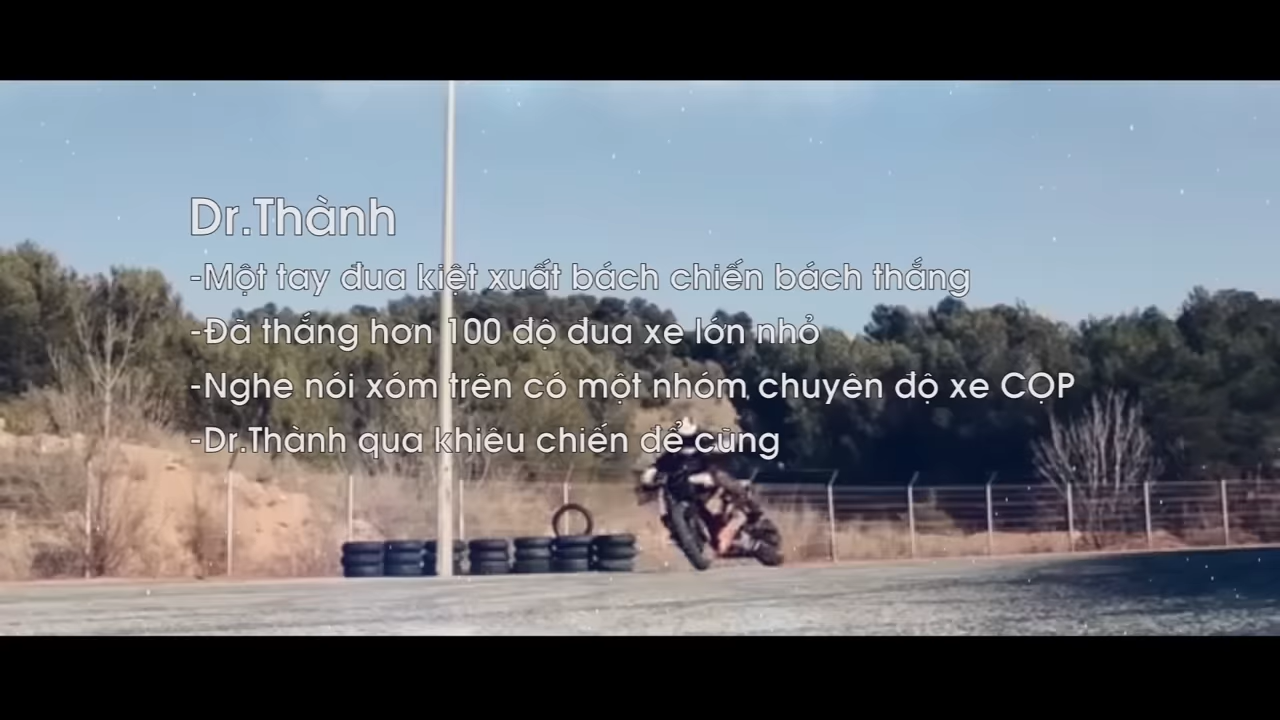 Dr.Thành
-Một tay đua kiệt xuất bách chiến bách thắng
-Đã thắng hơn 100 độ đua xe lớn nhỏ
-Nghe nói xóm trên có một nhóm chuyên độ xe CỌP
-Dr.Thành qua khiêu chiến để cũng